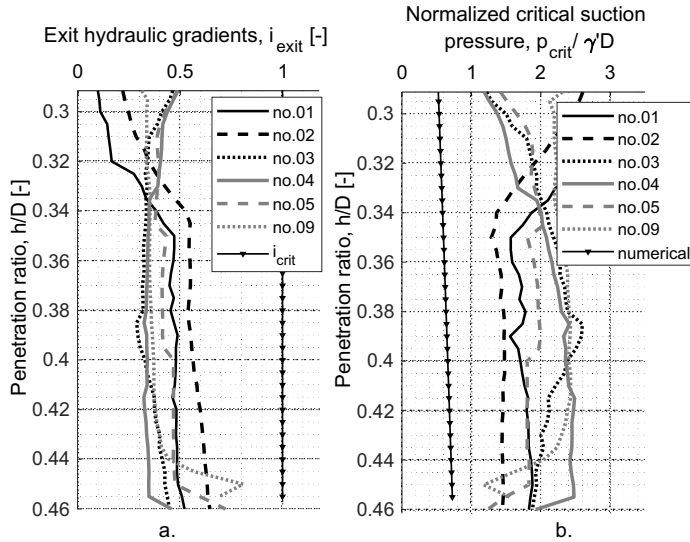 Exit hydraulic gradients, i_exit [-]
0 0.5 1
0.3
0.32
0.34
0.36
0.38
0.4
0.42
0.44
0.46
Penetration ratio, h/D [-]
no.01
no.02
no.03
no.04
no.05
no.09
i_crit
a.
Normalized critical suction
pressure, p_crit/ γ'D
0 1 2 3
0.3
0.32
0.34
0.36
0.38
0.4
0.42
0.44
0.46
Penetration ratio, h/D [-]
no.01
no.02
no.03
no.04
no.05
no.09
numerical
b.